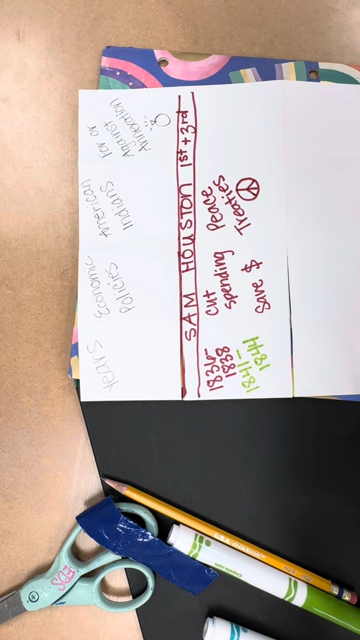 Years
Economic
Policies
American
Indians
For or
Against
Annexation
SAM HOUSTON 1st + 3rd
1836-
1838
1841-
1844
cut
spending
Save $
Peace
Treaties